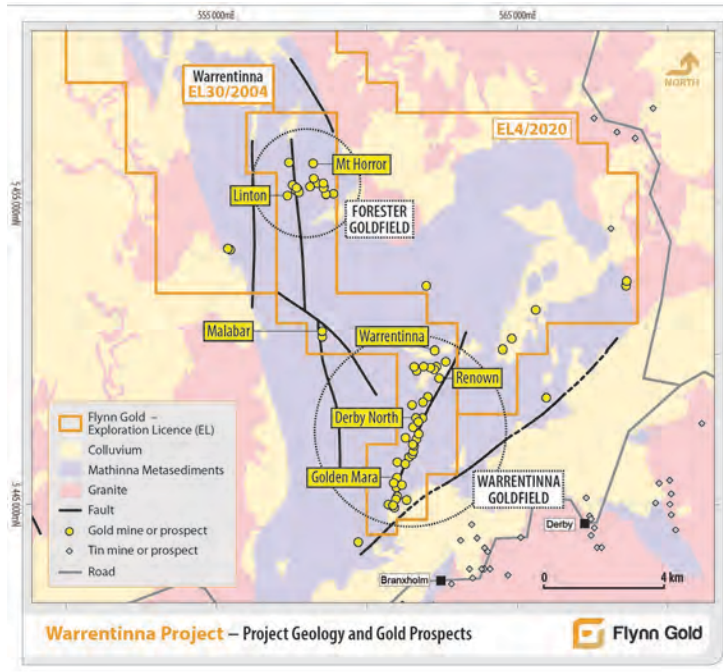 555 000mE
565 000mE
Warrentinna
EL30/2004
NORTH
EL4/2020
Mt Horror
5 455 000mN
Linton
FORESTER
GOLDFIELD
Malabar
Warrentinna
Renown
Flynn Gold –
Exploration Licence (EL)
Colluvium
Mathinna Metasediments
Granite
Fault
Gold mine or prospect
Tin mine or prospect
Road
Derby North
Golden Mara
5 445 000mN
WARRENTINNA
GOLDFIELD
Derby
Branxholm
0 4 km
Warrentinna Project – Project Geology and Gold Prospects
Flynn Gold